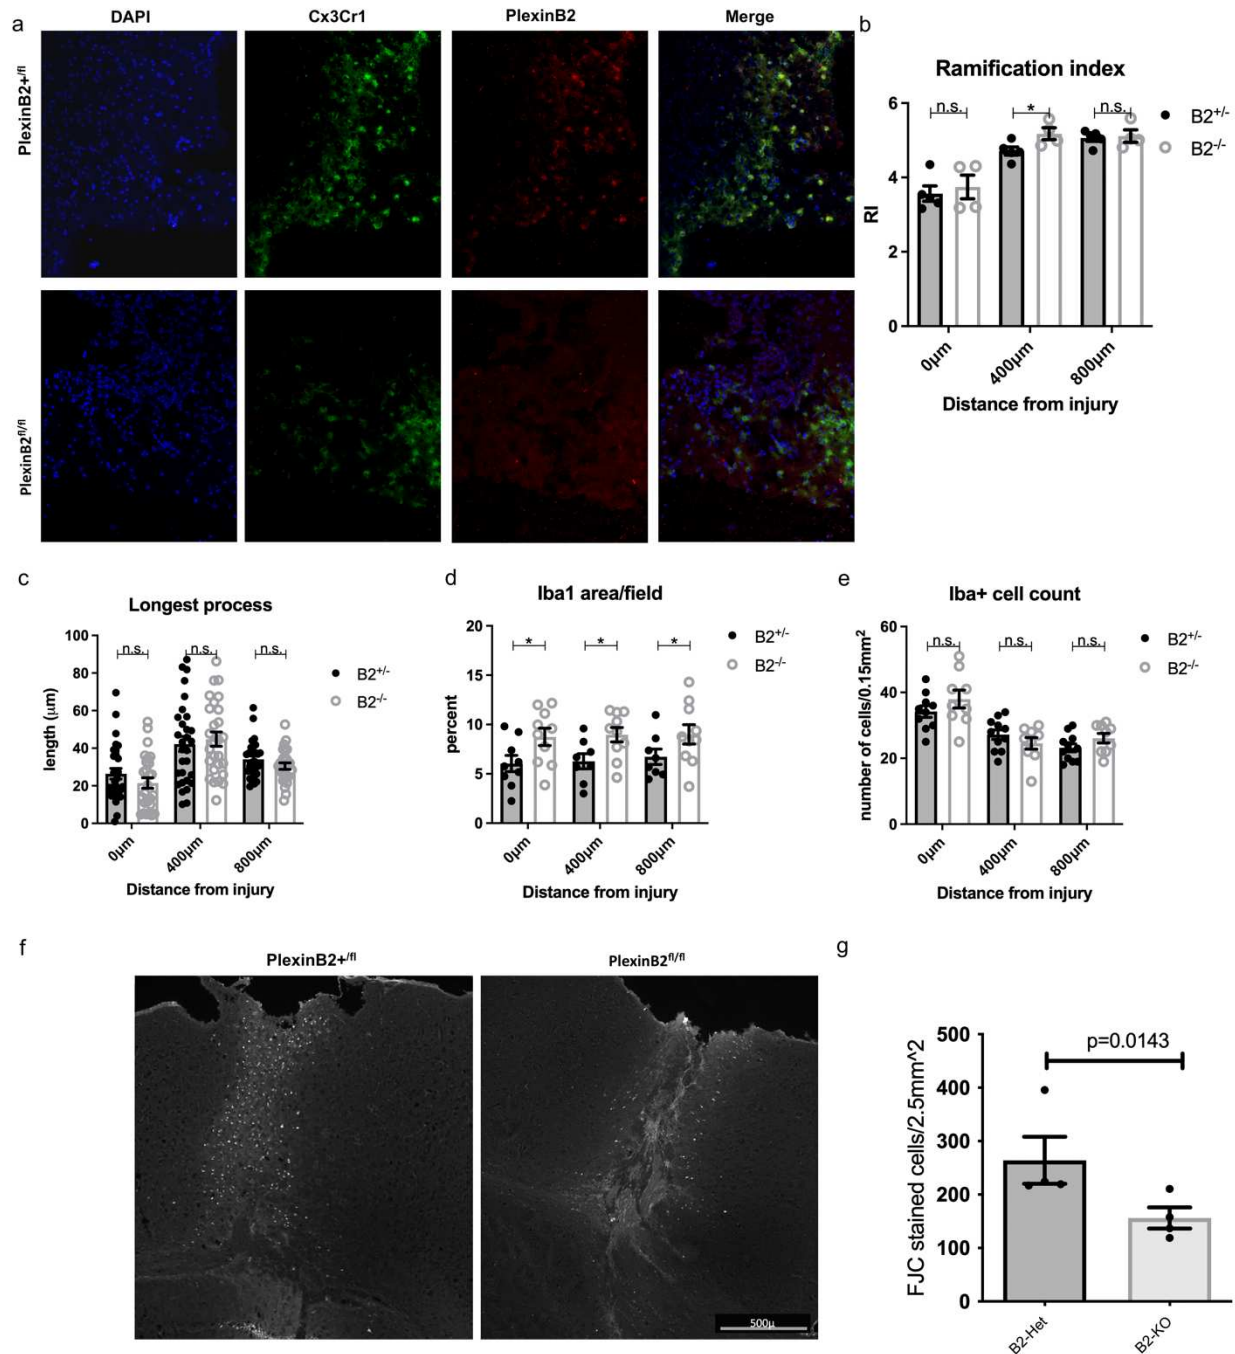 a
DAPI
Cx3Cr1
PlexinB2
Merge
PlexinB2+/fl
PlexinB2fl/fl
b
Ramification index
n.s.
*
n.s.
B2+/-
B2-/-
6
4
2
0
RI
0µm
400µm
800µm
Distance from injury
c
Longest process
n.s.
n.s.
n.s.
B2+/-
B2-/-
100
80
60
40
20
0
length (µm)
0µm
400µm
800µm
Distance from injury
d
Iba1 area/field
*
*
*
B2+/-
B2-/-
20
15
10
5
0
percent
0µm
400µm
800µm
Distance from injury
e
Iba+ cell count
n.s.
n.s.
n.s.
B2+/-
B2-/-
60
40
20
0
number of cells/0.15mm2
0µm
400µm
800µm
Distance from injury
f
PlexinB2+/fl
PlexinB2fl/fl
500µ
g
p=0.0143
500
400
300
200
100
0
FJC stained cells/2.5mm^2
B2-Het
B2-KO